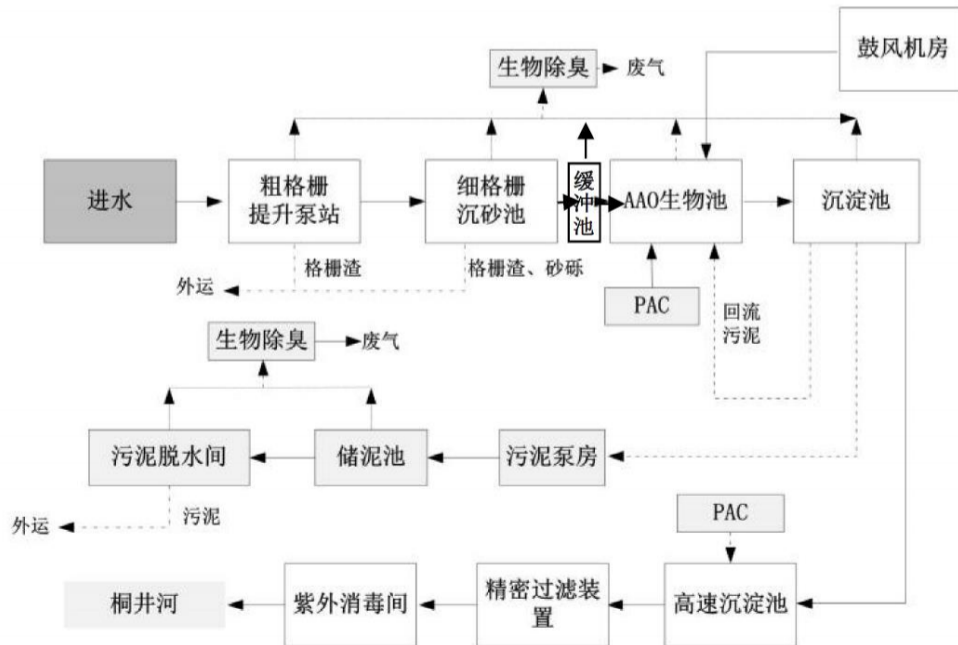 鼓风机房
生物除臭
废气
进水
粗格栅
提升泵站
细格栅
沉砂池
缓
冲
池
AAO生物池
沉淀池
格栅渣
格栅渣、砂砾
外运
PAC
回流
污泥
生物除臭
废气
污泥脱水间
储泥池
污泥泵房
污泥
外运
PAC
桐井河
紫外消毒间
精密过滤装
置
高速沉淀池